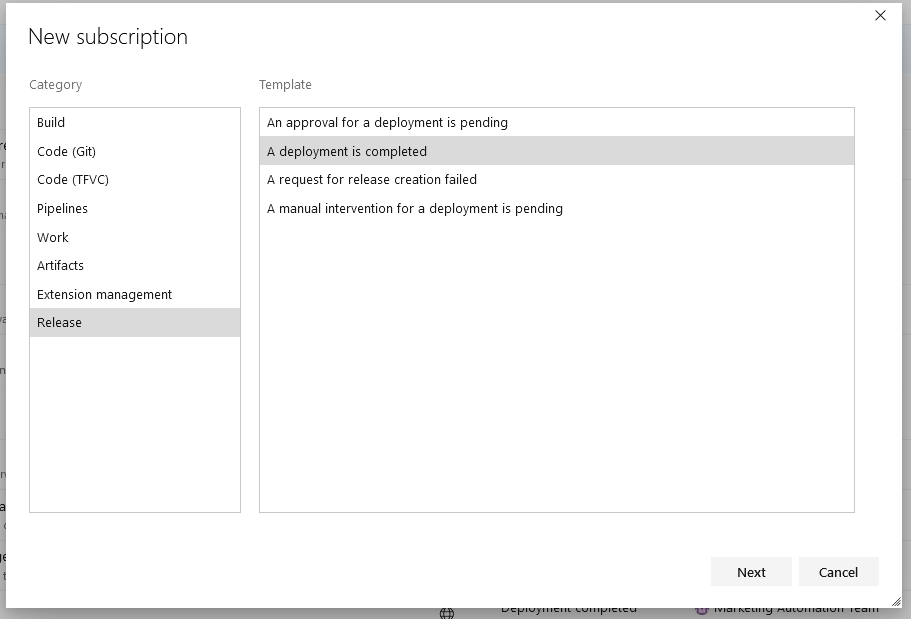 New subscription
Category
Template
Build
Code (Git)
Code (TFVC)
Pipelines
Work
Artifacts
Extension management
Release
An approval for a deployment is pending
A deployment is completed
A request for release creation failed
A manual intervention for a deployment is pending
Next
Cancel
Deployment completed
Marketing Automation Team